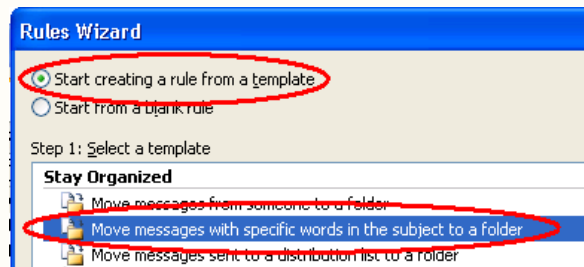 Rules Wizard
Start creating a rule from a template
Start from a blank rule
Step 1: Select a template
Stay Organized
Move messages from someone to a folder
Move messages with specific words in the subject to a folder
Move messages sent to a distribution list to a folder